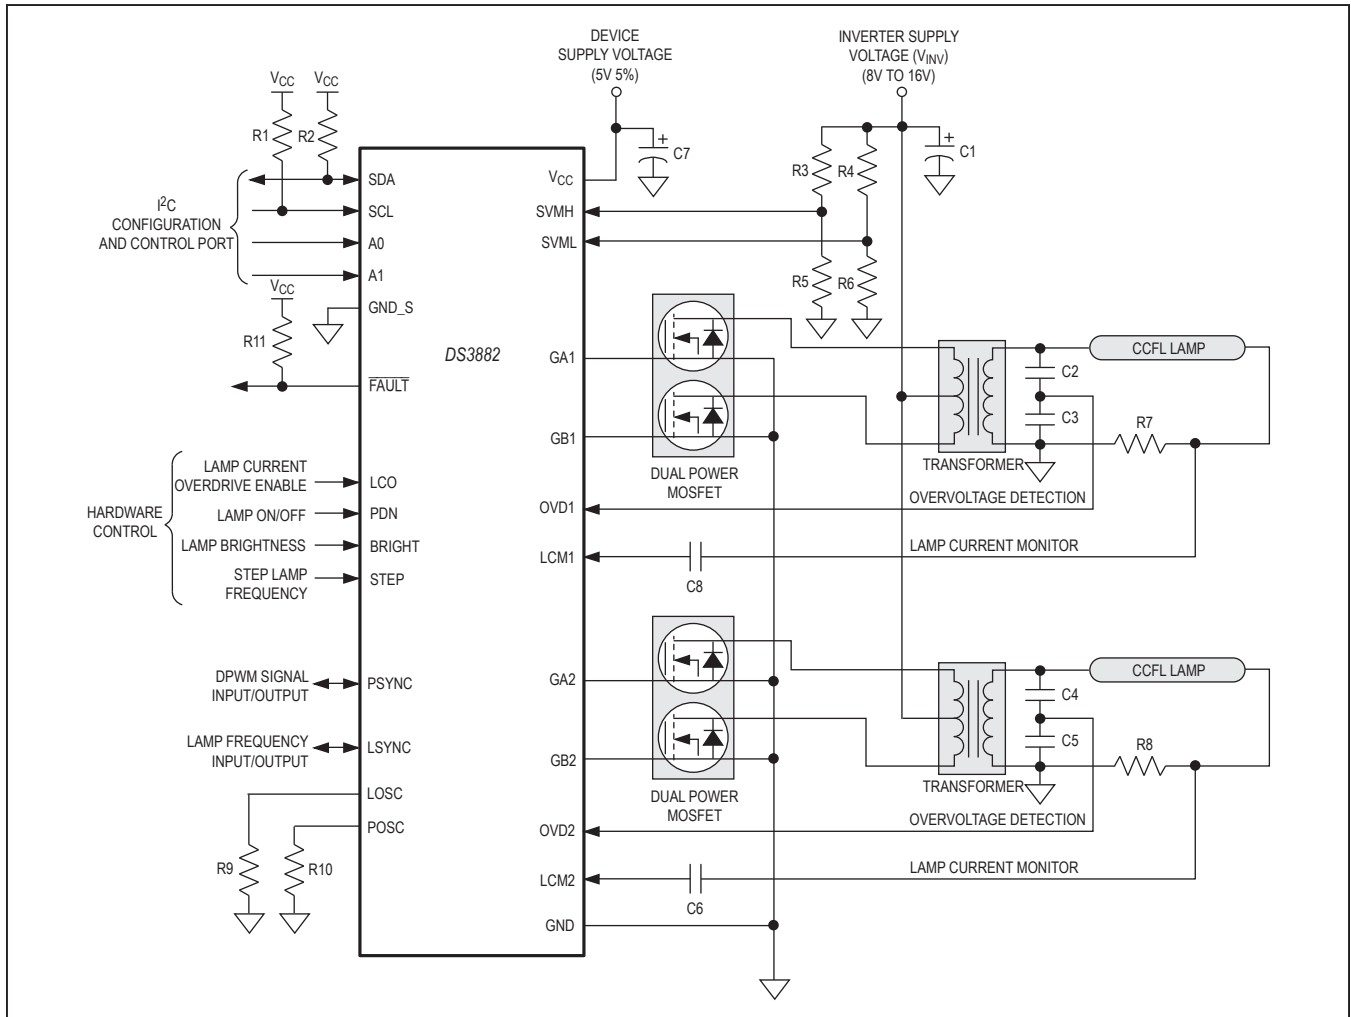 DEVICE
SUPPLY VOLTAGE
(5V 5%)
INVERTER SUPPLY
VOLTAGE (VINV)
(8V TO 16V)
VCC
VCC
R1
R2
C7
R3
R4
C1
SDA
SCL
A0
A1
GND_S
I2C
CONFIGURATION
AND CONTROL PORT
VCC
SVMH
SVML
R5
R6
VCC
R11
FAULT
DS3882
GA1
GB1
DUAL POWER
MOSFET
TRANSFORMER
C2
C3
CCFL LAMP
R7
OVERVOLTAGE DETECTION
OVD1
LAMP CURRENT MONITOR
LCM1
C8
HARDWARE
CONTROL
LAMP CURRENT
OVERDRIVE ENABLE
LCO
LAMP ON/OFF
PDN
LAMP BRIGHTNESS
BRIGHT
STEP LAMP
FREQUENCY
STEP
DPWM SIGNAL
INPUT/OUTPUT
PSYNC
LAMP FREQUENCY
INPUT/OUTPUT
LSYNC
LOSC
POSC
R9
R10
GA2
GB2
DUAL POWER
MOSFET
TRANSFORMER
C4
C5
CCFL LAMP
R8
OVERVOLTAGE DETECTION
OVD2
LAMP CURRENT MONITOR
LCM2
C6
GND